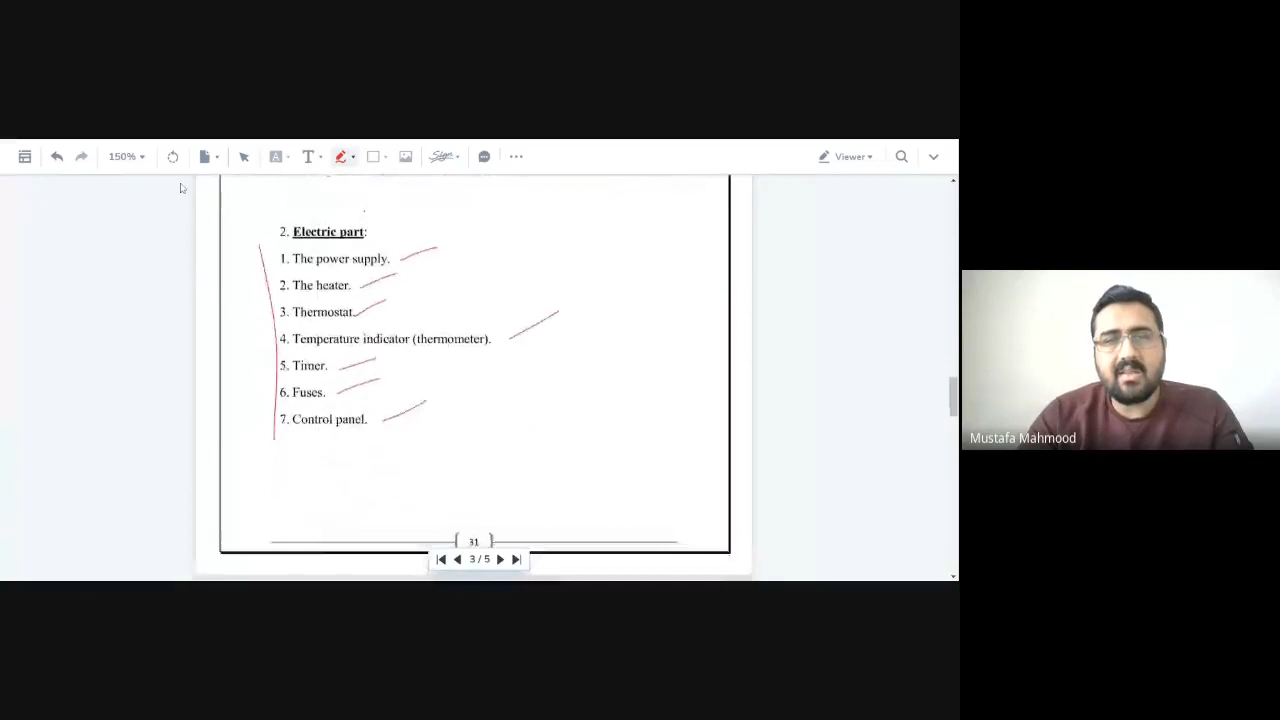 150%
Viewer
2. Electric part:
1. The power supply.
2. The heater.
3. Thermostat.
4. Temperature indicator (thermometer).
5. Timer.
6. Fuses.
7. Control panel.
31
3 / 5
Mustafa Mahmood